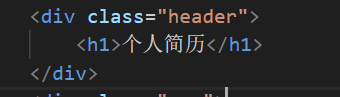 <div class="header">
<h1>个人简历</h1>
</div>